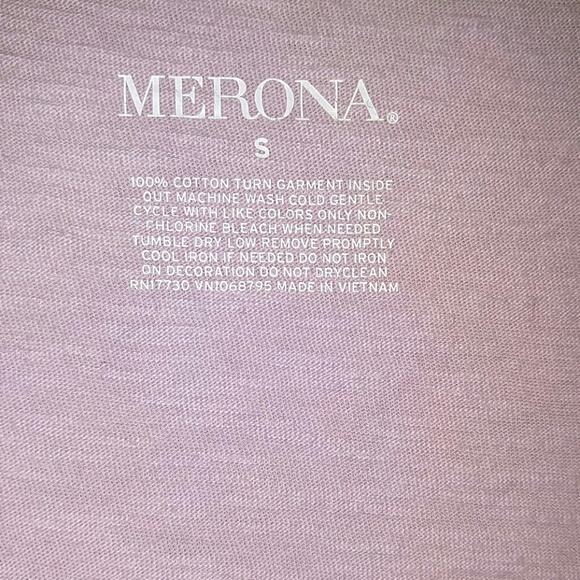 MERONA®
S
100% COTTON TURN GARMENT INSIDE
OUT MACHINE WASH COLD GENTLE
CYCLE WITH LIKE COLORS ONLY NON-
CHLORINE BLEACH WHEN NEEDED
TUMBLE DRY LOW REMOVE PROMPTLY
COOL IRON IF NEEDED DO NOT IRON
ON DECORATION DO NOT DRYCLEAN
RN17730 VN1068795 MADE IN VIETNAM